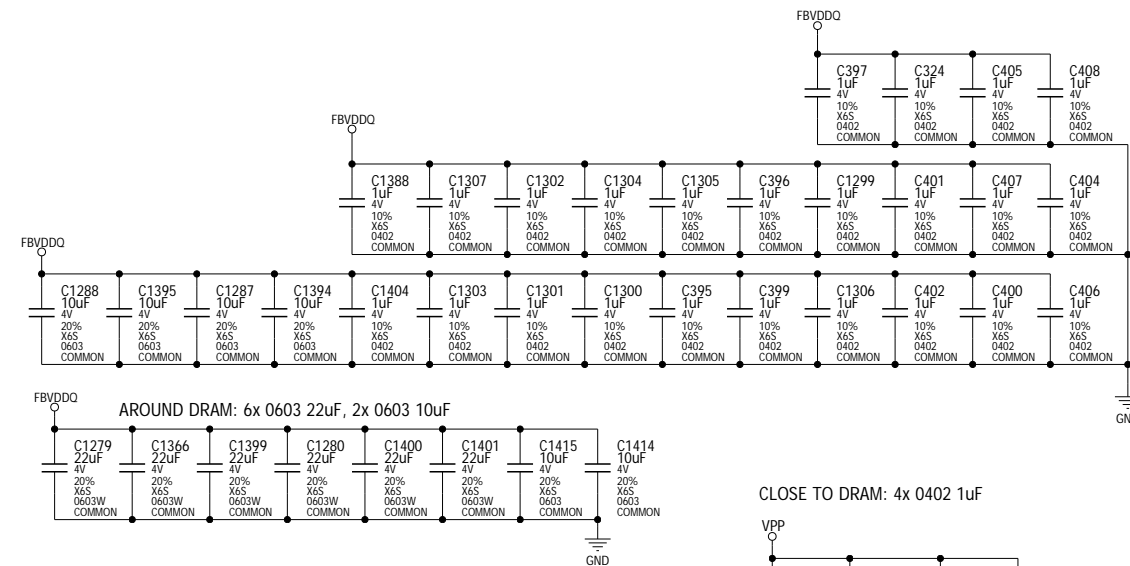 FBVDDQ
C397 C324 C405 C408
1uF 1uF 1uF 1uF
4V 4V 4V 4V
10% 10% 10% 10%
X6S X6S X6S X6S
0402 0402 0402 0402
COMMON COMMON COMMON COMMON
FBVDDQ
C1388 C1307 C1302 C1304 C1305 C396 C1299 C401 C407 C404
1uF 1uF 1uF 1uF 1uF 1uF 1uF 1uF 1uF 1uF
4V 4V 4V 4V 4V 4V 4V 4V 4V 4V
10% 10% 10% 10% 10% 10% 10% 10% 10% 10%
X6S X6S X6S X6S X6S X6S X6S X6S X6S X6S
0402 0402 0402 0402 0402 0402 0402 0402 0402 0402
COMMON COMMON COMMON COMMON COMMON COMMON COMMON COMMON COMMON COMMON
FBVDDQ
C1288 C1395 C1287 C1394 C1404 C1303 C1301 C1300 C395 C399 C1306 C402 C400 C406
10uF 10uF 10uF 10uF 1uF 1uF 1uF 1uF 1uF 1uF 1uF 1uF 1uF 1uF
4V 4V 4V 4V 4V 4V 4V 4V 4V 4V 4V 4V 4V 4V
20% 20% 20% 20% 10% 10% 10% 10% 10% 10% 10% 10% 10% 10%
X6S X6S X6S X6S X6S X6S X6S X6S X6S X6S X6S X6S X6S X6S
0603 0603 0603 0603 0402 0402 0402 0402 0402 0402 0402 0402 0402 0402
COMMON COMMON COMMON COMMON COMMON COMMON COMMON COMMON COMMON COMMON COMMON COMMON COMMON COMMON
GN
FBVDDQ
AROUND DRAM: 6x 0603 22uF, 2x 0603 10uF
C1279 C1366 C1399 C1280 C1400 C1401 C1415 C1414
22uF 22uF 22uF 22uF 22uF 22uF 10uF 10uF
4V 4V 4V 4V 4V 4V 4V 4V
20% 20% 20% 20% 20% 20% 20% 20%
X6S X6S X6S X6S X6S X6S X6S X6S
0603W 0603W 0603W 0603W 0603W 0603W 0603 0603
COMMON COMMON COMMON COMMON COMMON COMMON COMMON COMMON
GND
CLOSE TO DRAM: 4x 0402 1uF
VPP